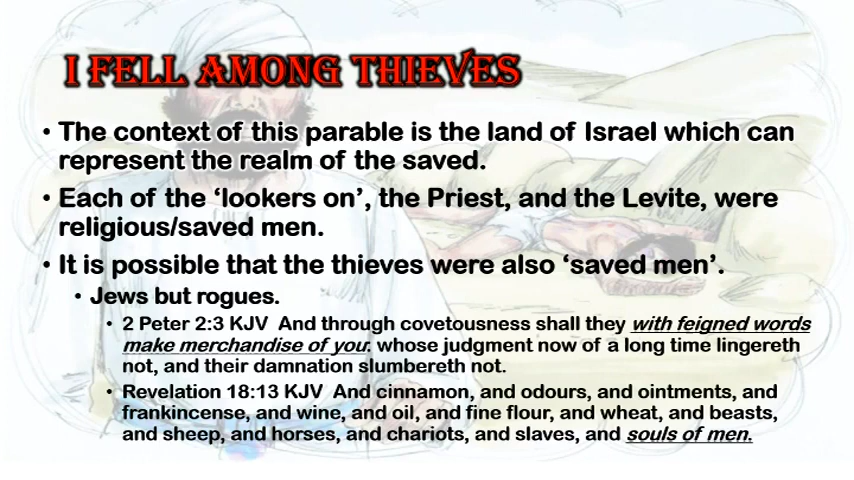 I FELL AMONG THIEVES
• The context of this parable is the land of Israel which can
represent the realm of the saved.
• Each of the ‘lookers on’, the Priest, and the Levite, were
religious/saved men.
• It is possible that the thieves were also ‘saved men’.
• Jews but rogues.
• 2 Peter 2:3 KJV And through covetousness shall they with feigned words
make merchandise of you: whose judgment now of a long time lingereth
not, and their damnation slumbereth not.
• Revelation 18:13 KJV And cinnamon, and odours, and ointments, and
frankincense, and wine, and oil, and fine flour, and wheat, and beasts,
and sheep, and horses, and chariots, and slaves, and souls of men.